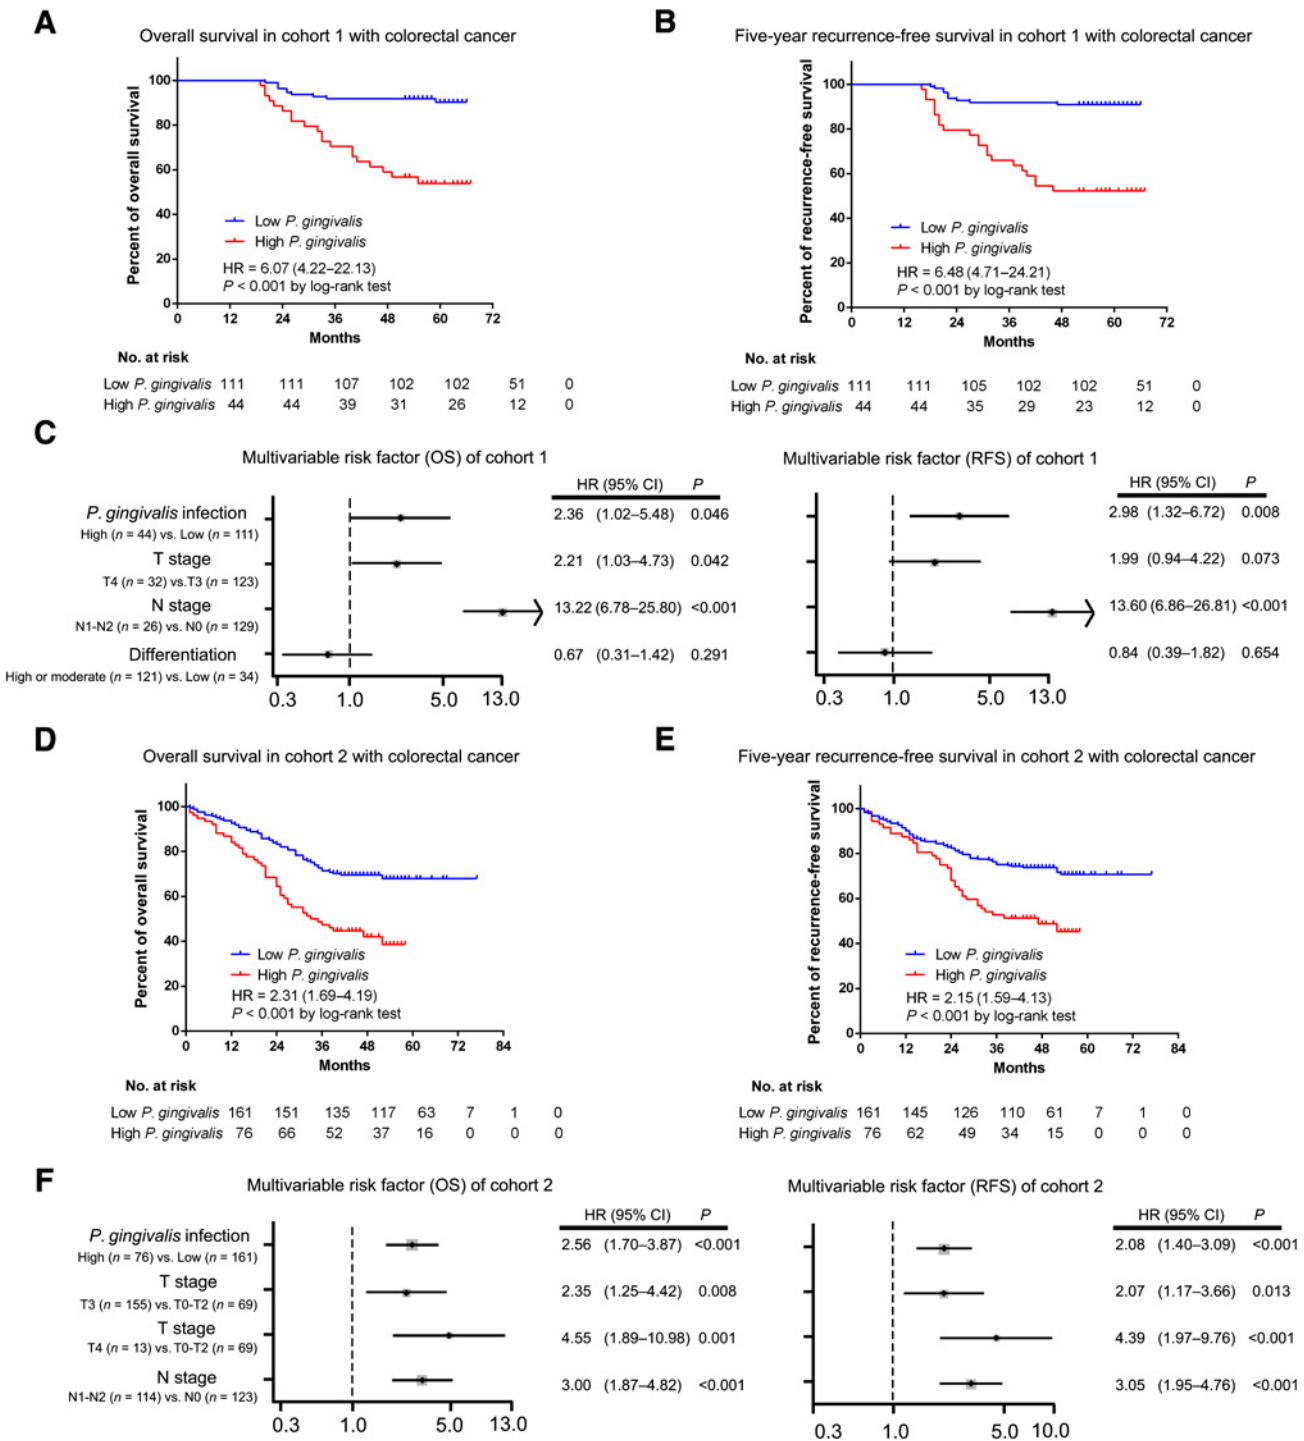 A
Overall survival in cohort 1 with colorectal cancer
Percent of overall survival
100
80
60
40
20
0
Low P. gingivalis
High P. gingivalis
HR = 6.07 (4.22–22.13)
P < 0.001 by log-rank test
0 12 24 36 48 60 72
Months
No. at risk
Low P. gingivalis 111 111 107 102 102 51 0
High P. gingivalis 44 44 39 31 26 12 0
B
Five-year recurrence-free survival in cohort 1 with colorectal cancer
Percent of recurrence-free survival
100
80
60
40
20
0
Low P. gingivalis
High P. gingivalis
HR = 6.48 (4.71–24.21)
P < 0.001 by log-rank test
0 12 24 36 48 60 72
Months
No. at risk
Low P. gingivalis 111 111 105 102 102 51 0
High P. gingivalis 44 44 35 29 23 12 0
C
Multivariable risk factor (OS) of cohort 1
HR (95% CI) P
P. gingivalis infection 2.36 (1.02–5.48) 0.046
High (n = 44) vs. Low (n = 111)
T stage 2.21 (1.03–4.73) 0.042
T4 (n = 32) vs.T3 (n = 123)
N stage 13.22 (6.78–25.80) <0.001
N1-N2 (n = 26) vs. N0 (n = 129)
Differentiation 0.67 (0.31–1.42) 0.291
High or moderate (n = 121) vs. Low (n = 34)
0.3 1.0 5.0 13.0
Multivariable risk factor (RFS) of cohort 1
HR (95% CI) P
2.98 (1.32–6.72) 0.008
1.99 (0.94–4.22) 0.073
13.60 (6.86–26.81) <0.001
0.84 (0.39–1.82) 0.654
0.3 1.0 5.0 13.0
D
Overall survival in cohort 2 with colorectal cancer
Percent of overall survival
100
80
60
40
20
0
Low P. gingivalis
High P. gingivalis
HR = 2.31 (1.69–4.19)
P < 0.001 by log-rank test
0 12 24 36 48 60 72 84
Months
No. at risk
Low P. gingivalis 161 151 135 117 63 7 1 0
High P. gingivalis 76 66 52 37 16 0 0 0
E
Five-year recurrence-free survival in cohort 2 with colorectal cancer
Percent of recurrence-free survival
100
80
60
40
20
0
Low P. gingivalis
High P. gingivalis
HR = 2.15 (1.59–4.13)
P < 0.001 by log-rank test
0 12 24 36 48 60 72 84
Months
No. at risk
Low P. gingivalis 161 145 126 110 61 7 1 0
High P. gingivalis 76 62 49 34 15 0 0 0
F
Multivariable risk factor (OS) of cohort 2
HR (95% CI) P
P. gingivalis infection 2.56 (1.70–3.87) <0.001
High (n = 76) vs. Low (n = 161)
T stage 2.35 (1.25–4.42) 0.008
T3 (n = 155) vs. T0-T2 (n = 69)
T stage 4.55 (1.89–10.98) 0.001
T4 (n = 13) vs. T0-T2 (n = 69)
N stage 3.00 (1.87–4.82) <0.001
N1-N2 (n = 114) vs. N0 (n = 123)
0.3 1.0 5.0 13.0
Multivariable risk factor (RFS) of cohort 2
HR (95% CI) P
2.08 (1.40–3.09) <0.001
2.07 (1.17–3.66) 0.013
4.39 (1.97–9.76) <0.001
3.05 (1.95–4.76) <0.001
0.3 1.0 5.0 10.0